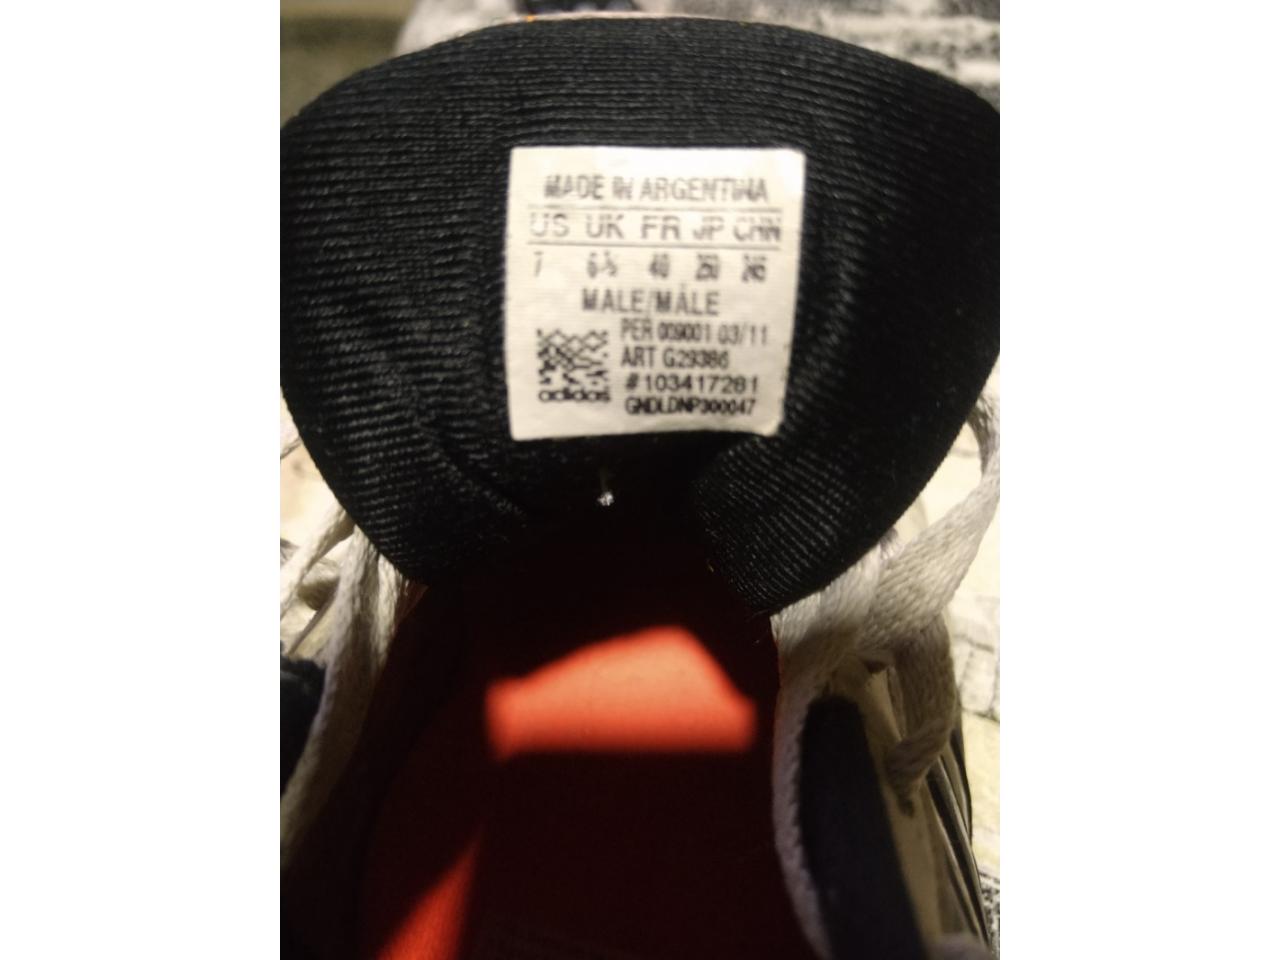 MADE IN ARGENTINA
US UK FR JP CHN
7 6½ 40 250 245
MALE/MÂLE
PER 009001 03/11
ART G29386
#103417281
adidas GNDLDNP300047